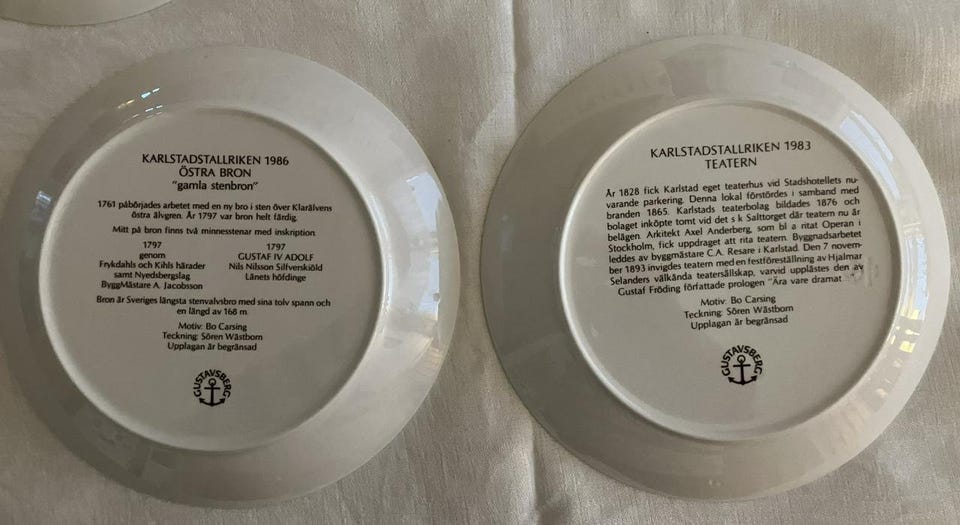 KARLSTADSTALLRIKEN 1986
ÖSTRA BRON
"gamla stenbron"
1761 påbörjades arbetet med en ny bro i sten över Klarälvens
östra älvgren. År 1797 var bron helt färdig.
Mitt på bron finns två minnesstenar med inskription:
1797
genom
Frykdahls och Kihls härader
samt Nyedsbergslag
ByggMästare A. Jacobsson
1797
GUSTAF IV ADOLF
Nils Nilsson Silfverskiöld
Länets höfdinge
Bron är Sveriges längsta stenvalvsbro med sina tolv spann och
en längd av 168 m.
Motiv: Bo Carsing
Teckning: Sören Wästborn
Upplagan är begränsad
GUSTAVSBERG
KARLSTADSTALLRIKEN 1983
TEATERN
År 1828 fick Karlstad eget teaterhus vid Stadshotellets nu-
varande parkering. Denna lokal förstördes i samband med
branden 1865. Karlstads teaterbolag bildades 1876 och
bolaget inköpte tomt vid det s k Salttorget där teatern nu är
belägen. Arkitekt Axel Anderberg, som bl a ritat Operan i
Stockholm, fick uppdraget att rita teatern. Byggnadsarbetet
leddes av byggmästare C.A. Resare i Karlstad. Den 7 novem-
ber 1893 invigdes teatern med en festföreställning av Hjalmar
Selanders välkända teatersällskap, varvid upplästes den av
Gustaf Fröding författade prologen "Ära vare dramat
Motiv: Bo Carsing
Teckning: Sören Wästborn
Upplagan är begränsad
GUSTAVSBERG